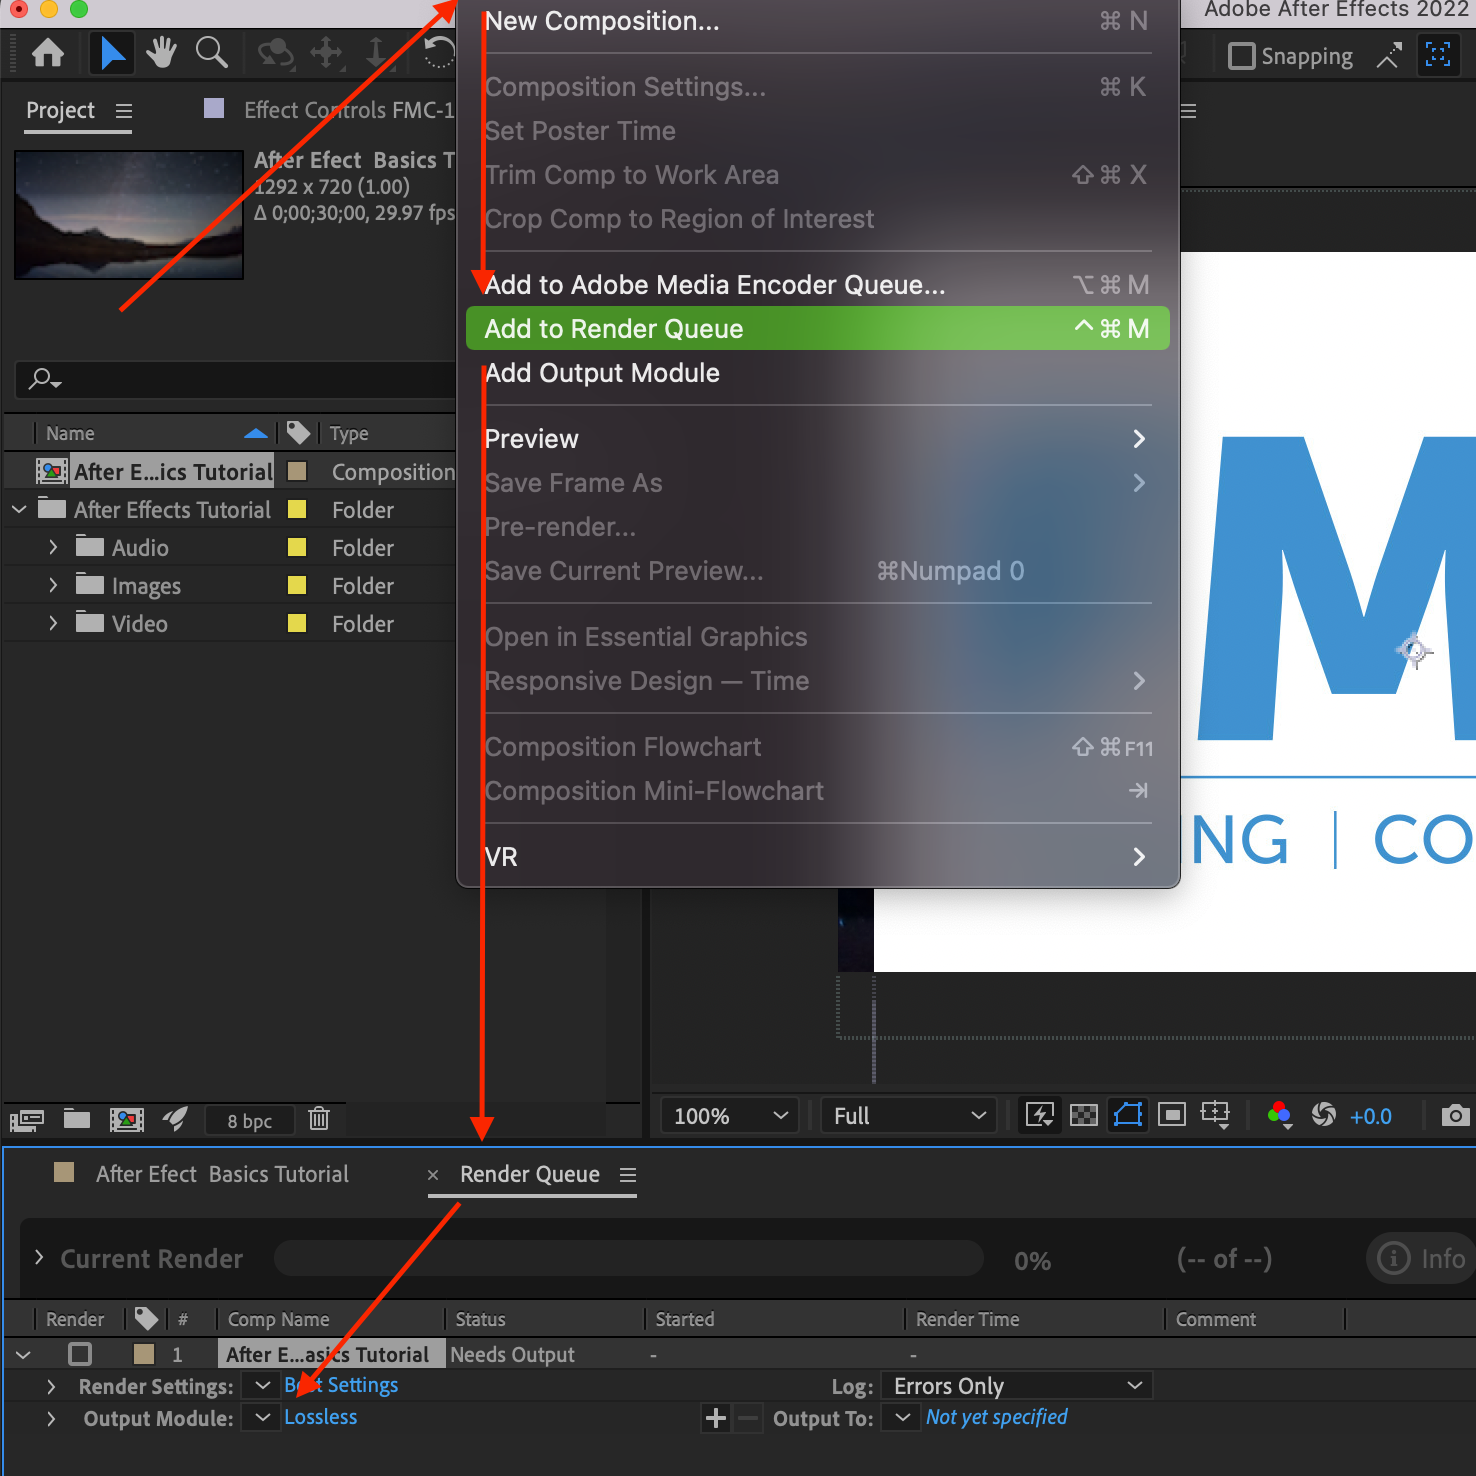 Adobe After Effects 2022
Snapping
Project
Effect Controls FMC-1
After Efect  Basics T
1292 x 720 (1.00)
Δ 0;00;30;00, 29.97 fps
New Composition... ⌘ N
Composition Settings... ⌘ K
Set Poster Time
Trim Comp to Work Area ⇧ ⌘ X
Crop Comp to Region of Interest
Add to Adobe Media Encoder Queue... ⌥ ⌘ M
Add to Render Queue ^ ⌘ M
Add Output Module
Preview
Save Frame As
Pre-render...
Save Current Preview... ⌘Numpad 0
Open in Essential Graphics
Responsive Design — Time
Composition Flowchart ⇧ ⌘ F11
Composition Mini-Flowchart ⇥
VR
Name Type
After E...ics Tutorial Composition
After Effects Tutorial Folder
Audio Folder
Images Folder
Video Folder
M
NG | CO
8 bpc
100% Full +0.0
After Efect  Basics Tutorial
× Render Queue
Current Render 0% (-- of --) Info
Render # Comp Name Status Started Render Time Comment
1 After E...asics Tutorial Needs Output - -
Render Settings: Best Settings Log: Errors Only
Output Module: Lossless + − Output To: Not yet specified